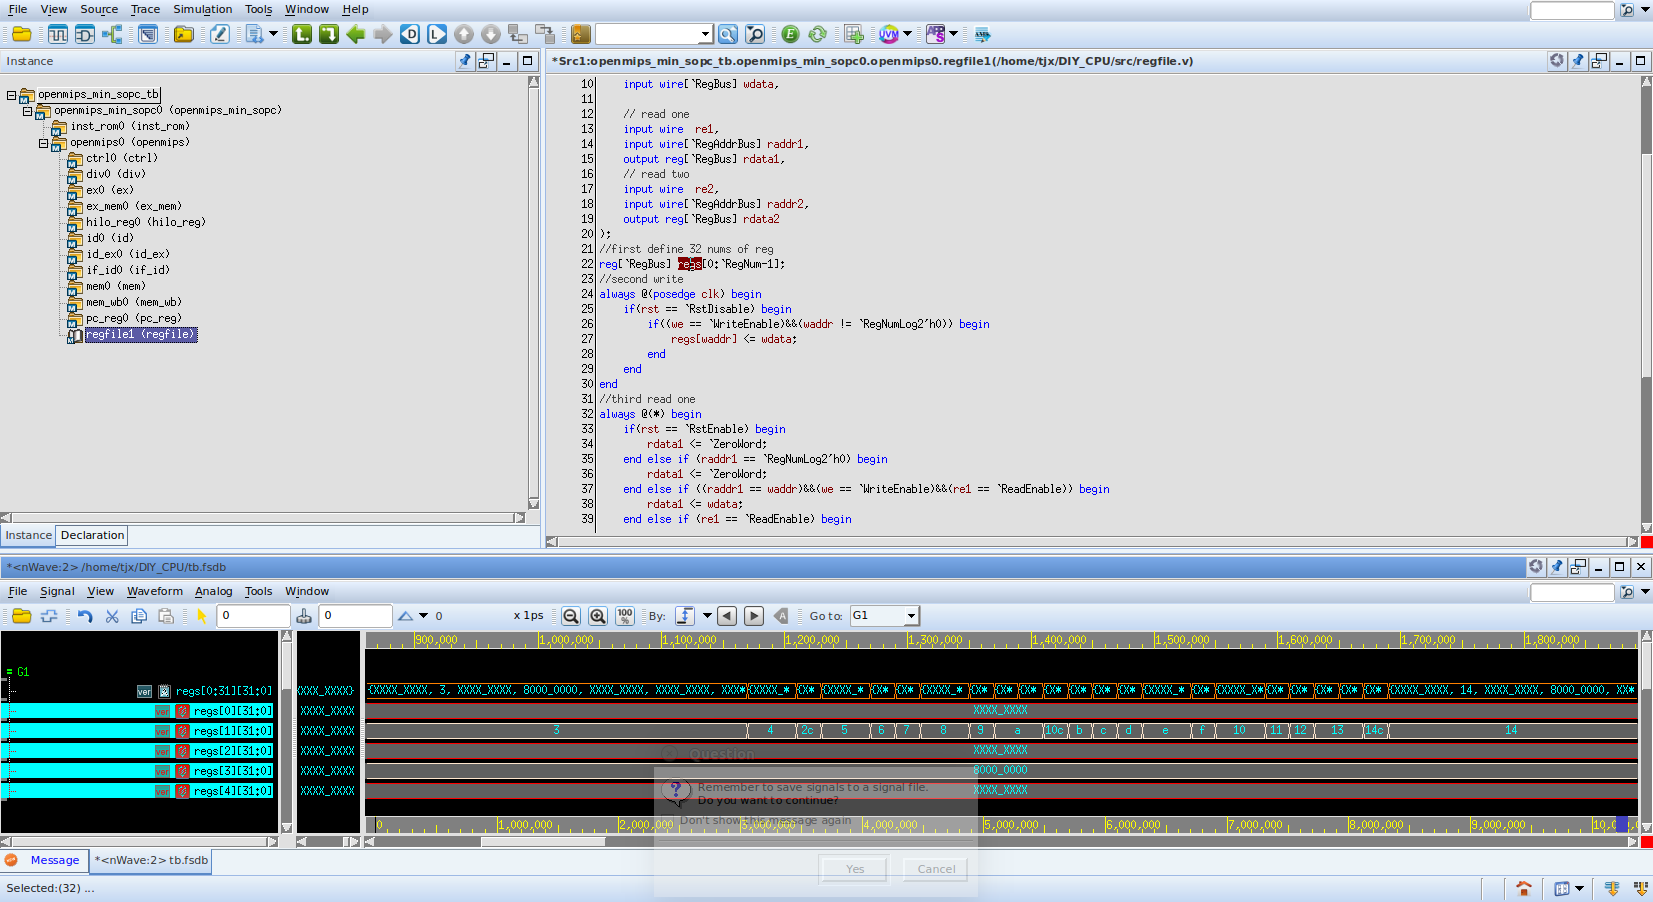 File View Source Trace Simulation Tools Window Help
Instance
*Src1:openmips_min_sopc_tb.openmips_min_sopc0.openmips0.regfile1(/home/tjx/DIY_CPU/src/regfile.v)
openmips_min_sopc_tb
openmips_min_sopc0 (openmips_min_sopc)
inst_rom0 (inst_rom)
openmips0 (openmips)
ctrl0 (ctrl)
div0 (div)
ex0 (ex)
ex_mem0 (ex_mem)
hilo_reg0 (hilo_reg)
id0 (id)
id_ex0 (id_ex)
if_id0 (if_id)
mem0 (mem)
mem_wb0 (mem_wb)
pc_reg0 (pc_reg)
regfile1 (regfile)
Instance Declaration
10 input wire[`RegBus] wdata,
11
12 // read one
13 input wire re1,
14 input wire[`RegAddrBus] raddr1,
15 output reg[`RegBus] rdata1,
16 // read two
17 input wire re2,
18 input wire[`RegAddrBus] raddr2,
19 output reg[`RegBus] rdata2
20 );
21 //first define 32 nums of reg
22 reg[`RegBus] regs[0:`RegNum-1];
23 //second write
24 always @(posedge clk) begin
25 if(rst == `RstDisable) begin
26 if((we == `WriteEnable)&&(waddr != `RegNumLog2'h0)) begin
27 regs[waddr] <= wdata;
28 end
29 end
30 end
31 //third read one
32 always @(*) begin
33 if(rst == `RstEnable) begin
34 rdata1 <= `ZeroWord;
35 end else if (raddr1 == `RegNumLog2'h0) begin
36 rdata1 <= `ZeroWord;
37 end else if ((raddr1 == waddr)&&(we == `WriteEnable)&&(re1 == `ReadEnable)) begin
38 rdata1 <= wdata;
39 end else if (re1 == `ReadEnable) begin
*<nWave:2> /home/tjx/DIY_CPU/tb.fsdb
File Signal View Waveform Analog Tools Window
0 0 0 x 1ps 100 % By: Go to: G1
900,000 1,000,000 1,100,000 1,200,000 1,300,000 1,400,000 1,500,000 1,600,000 1,700,000 1,800,000
= G1
ver regs[0:31][31:0] XXX_XXXX} {XXXX_XXXX, 3, XXXX_XXXX, 8000_0000, XXXX_XXXX, XXXX_XXXX, XXX* {XXXX_* {X* {XXXX_* {X* {X* {XXXX_* {X* {X* {X* {X* {X* {X* {XXXX_* {X* {XXXX_X* {X* {X* {XXXX_* {X* {XXXX_XXXX, 14, XXXX_XXXX, 8000_0000, XX*
ver regs[0][31:0] XXXX_XXXX XXXX_XXXX
ver regs[1][31:0] XXXX_XXXX 3 4 2c 5 6 7 8 9 a 10c b c d e f 10 11 12 13 14c 14
ver regs[2][31:0] XXXX_XXXX XXXX_XXXX
ver regs[3][31:0] XXXX_XXXX 8000_0000
ver regs[4][31:0] XXXX_XXXX XXXX_XXXX
Question
Remember to save signals to a signal file.
Do you want to continue?
Don't show this message again
0 1,000,000 2,000,000 3,000,000 4,000,000 5,000,000 6,000,000 7,000,000 8,000,000 9,000,000
Yes Cancel
Message *<nWave:2> tb.fsdb
Selected:(32) ...